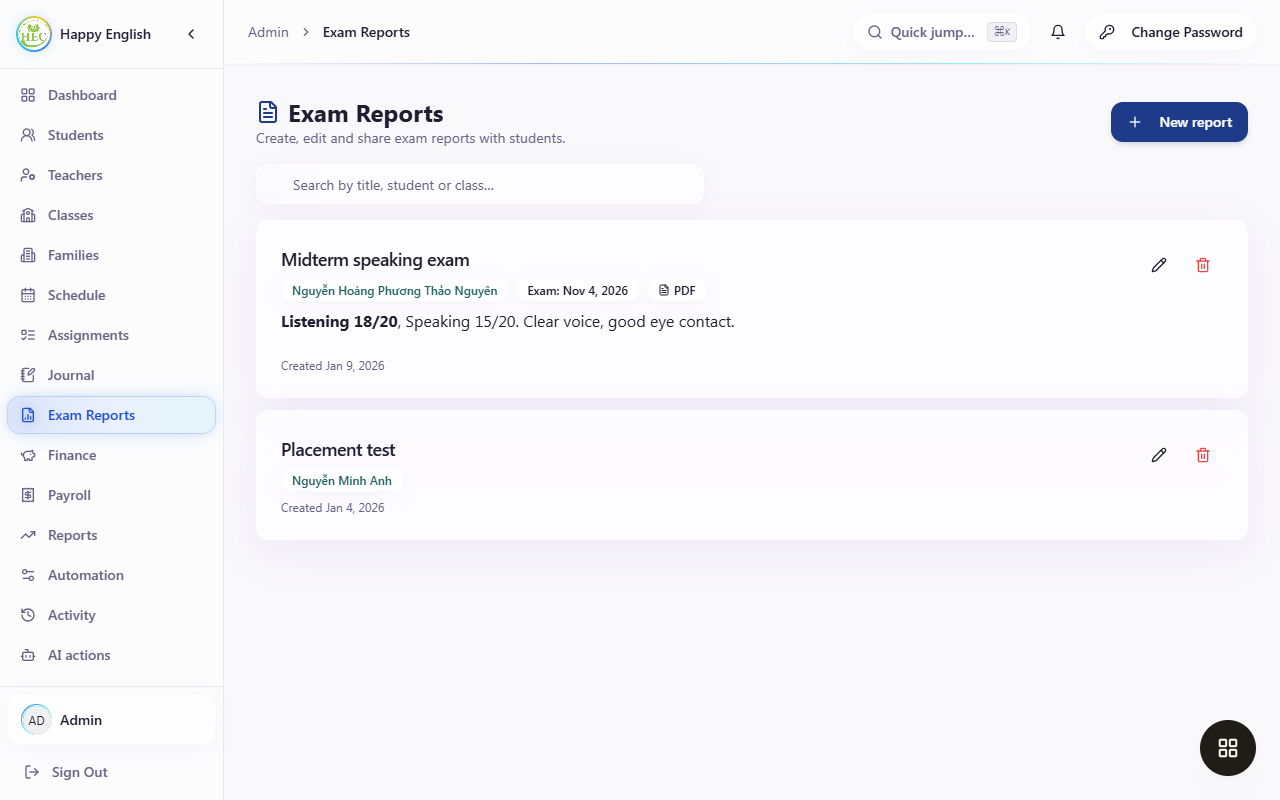 HEC
Happy English
Dashboard
Students
Teachers
Classes
Families
Schedule
Assignments
Journal
Exam Reports
Finance
Payroll
Reports
Automation
Activity
AI actions
AD Admin
Sign Out
Admin > Exam Reports
Quick jump... ⌘K
Change Password
Exam Reports
Create, edit and share exam reports with students.
+ New report
Search by title, student or class...
Midterm speaking exam
Nguyễn Hoàng Phương Thảo Nguyên Exam: Nov 4, 2026 PDF
Listening 18/20, Speaking 15/20. Clear voice, good eye contact.
Created Jan 9, 2026
Placement test
Nguyễn Minh Anh
Created Jan 4, 2026